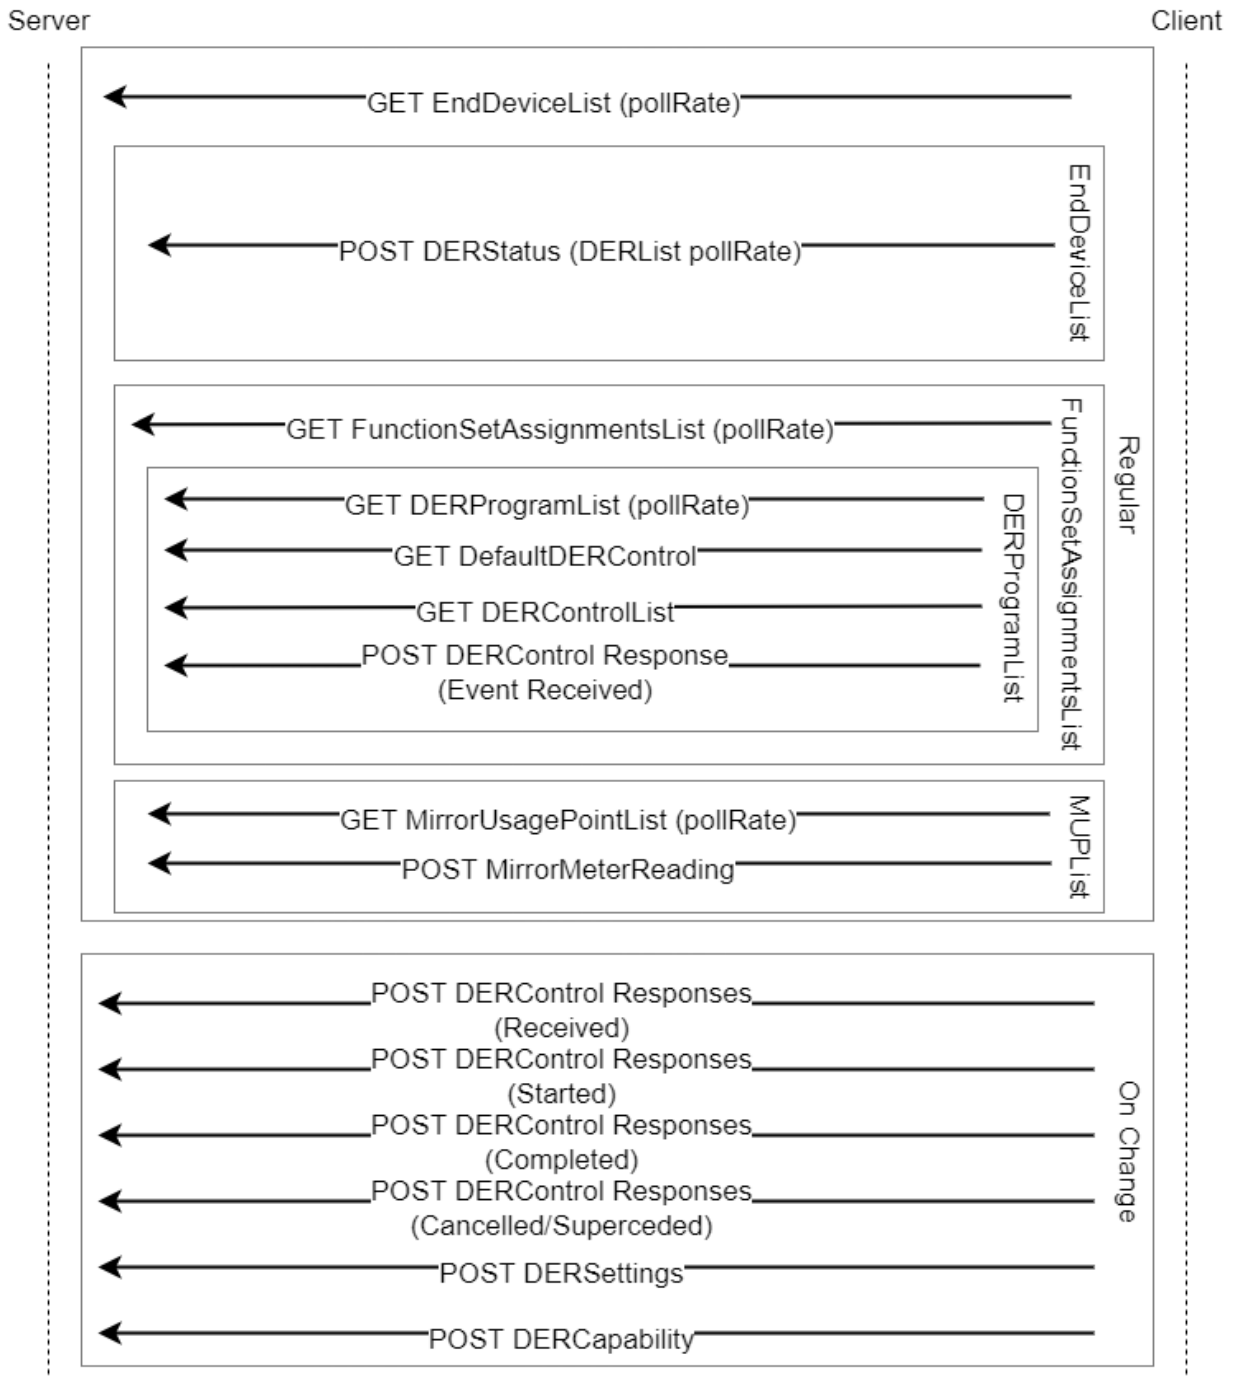 Server
Client
GET EndDeviceList (pollRate)
EndDeviceList
POST DERStatus (DERList pollRate)
Regular
FunctionSetAssignmentsList
GET FunctionSetAssignmentsList (pollRate)
DERProgramList
GET DERProgramList (pollRate)
GET DefaultDERControl
GET DERControlList
POST DERControl Response
(Event Received)
MUPList
GET MirrorUsagePointList (pollRate)
POST MirrorMeterReading
On Change
POST DERControl Responses
(Received)
POST DERControl Responses
(Started)
POST DERControl Responses
(Completed)
POST DERControl Responses
(Cancelled/Superceded)
POST DERSettings
POST DERCapability